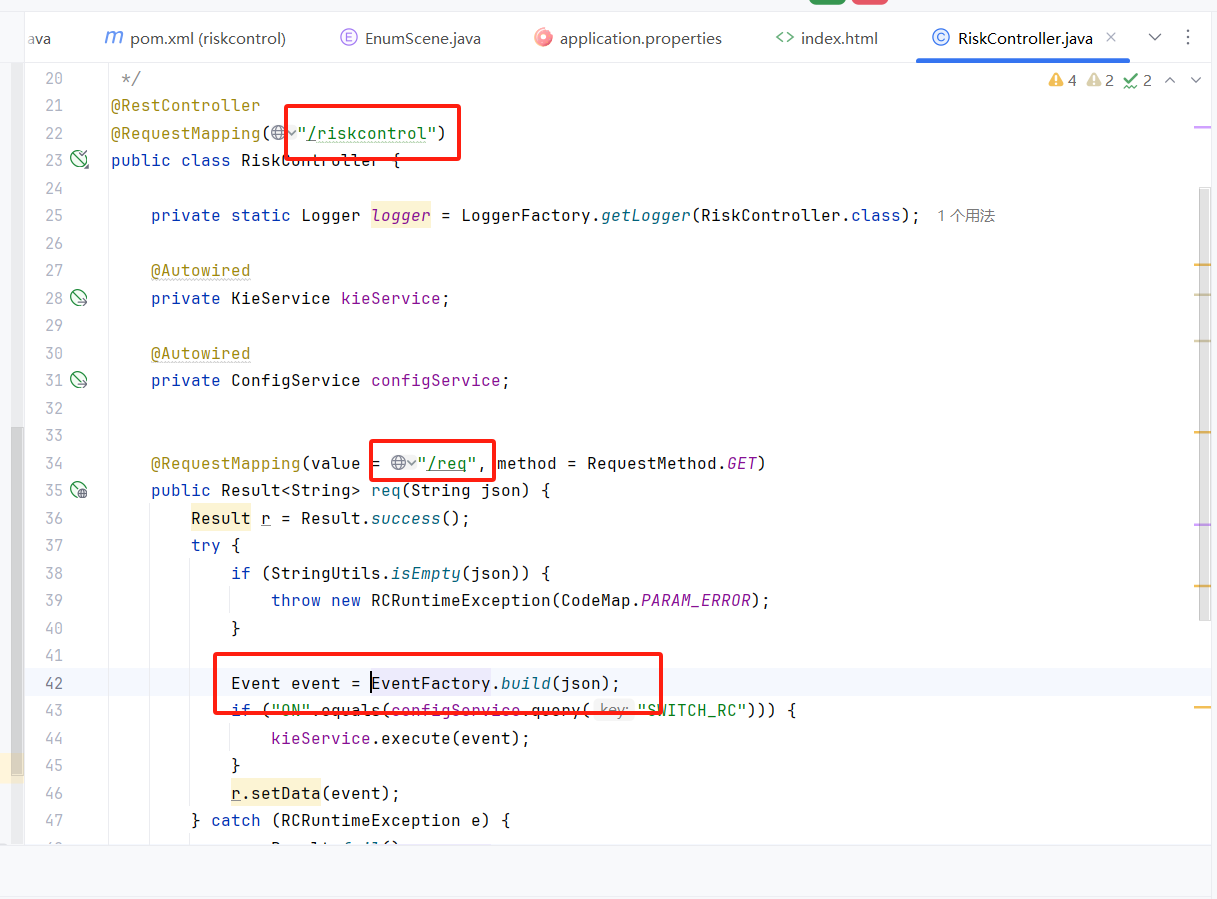 ava
pom.xml (riskcontrol)
EnumScene.java
application.properties
index.html
RiskController.java
4 2 2
20 */
21 @RestController
22 @RequestMapping("/riskcontrol")
23 public class RiskController {
24
25 private static Logger logger = LoggerFactory.getLogger(RiskController.class); 1 个用法
26
27 @Autowired
28 private KieService kieService;
29
30 @Autowired
31 private ConfigService configService;
32
33
34 @RequestMapping(value = "/req", method = RequestMethod.GET)
35 public Result<String> req(String json) {
36 Result r = Result.success();
37 try {
38 if (StringUtils.isEmpty(json)) {
39 throw new RCRuntimeException(CodeMap.PARAM_ERROR);
40 }
41
42 Event event = EventFactory.build(json);
43 if ("ON".equals(configService.query( key: "SWITCH_RC"))) {
44 kieService.execute(event);
45 }
46 r.setData(event);
47 } catch (RCRuntimeException e) {